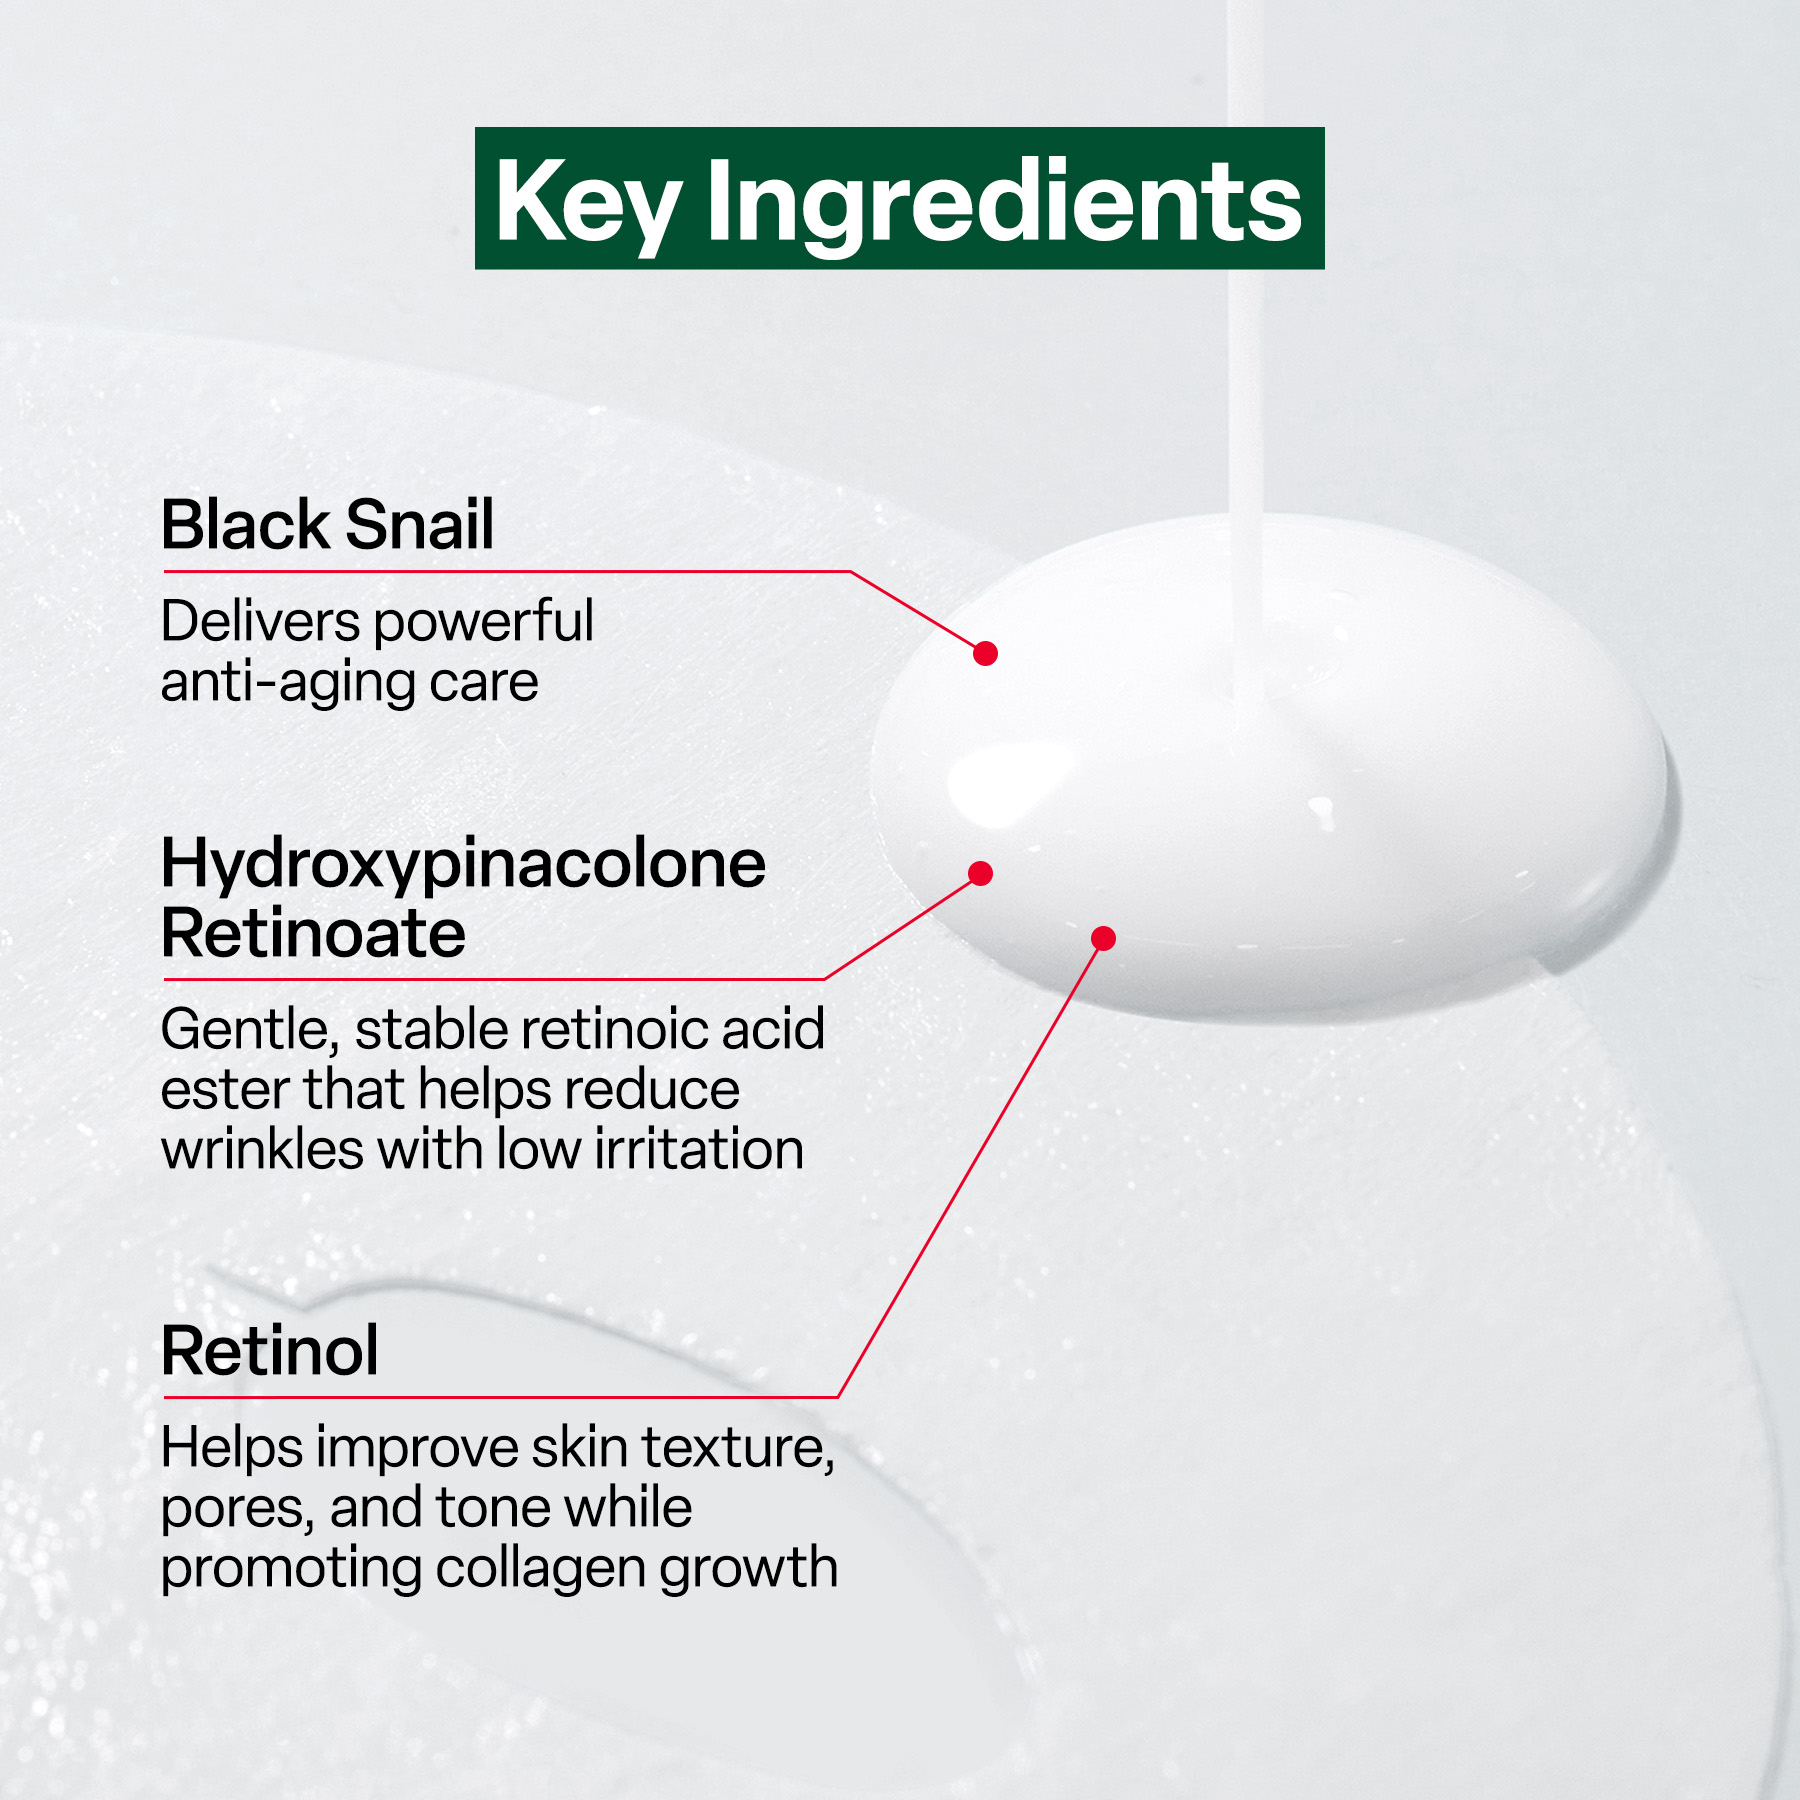 Key Ingredients
Black Snail
Delivers powerful
anti-aging care
Hydroxypinacolone
Retinoate
Gentle, stable retinoic acid
ester that helps reduce
wrinkles with low irritation
Retinol
Helps improve skin texture,
pores, and tone while
promoting collagen growth